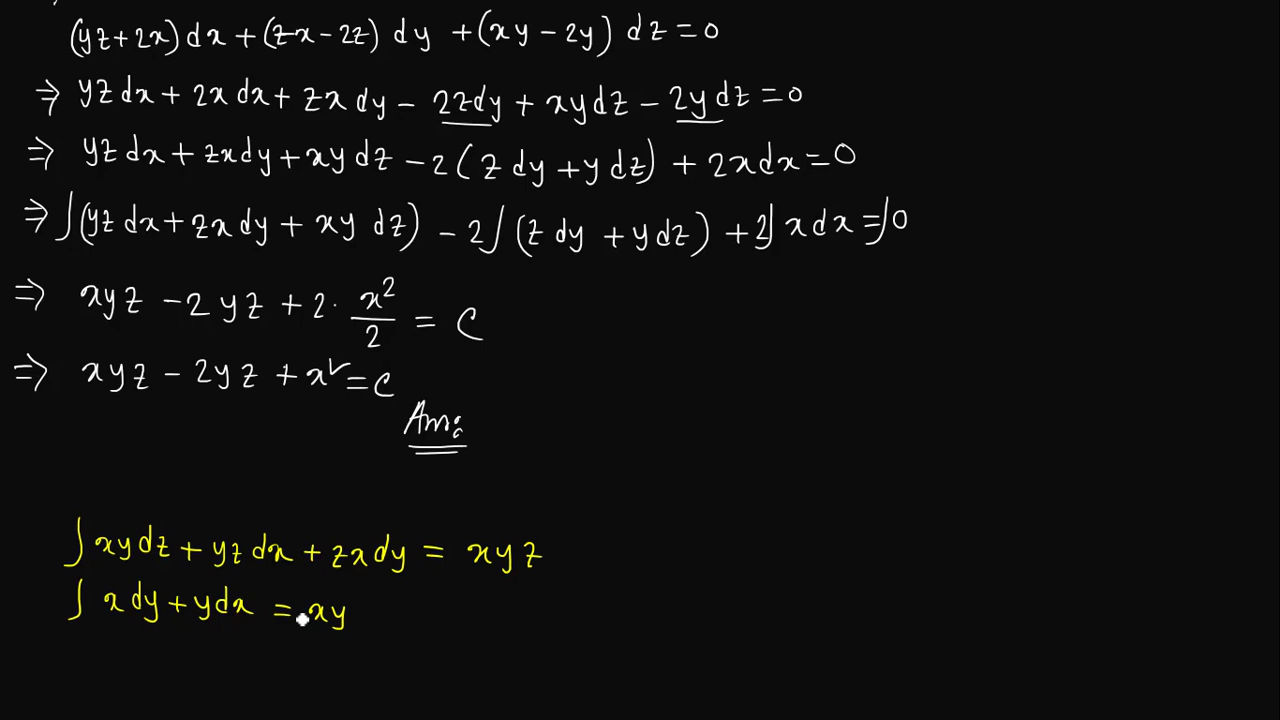 (yz+2x) dx + (zx-2z) dy + (xy-2y) dz = 0
⇒ yz dx + 2x dx + zx dy - 2z dy + xy dz - 2y dz = 0
⇒ yz dx + zx dy + xy dz - 2 (z dy + y dz) + 2x dx = 0
⇒ ∫(yz dx + zx dy + xy dz) - 2∫(z dy + y dz) + 2∫ x dx = ∫0
⇒ xyz - 2yz + 2· x²/2 = C
⇒ xyz - 2yz + x² = C
Ans:
∫ xy dz + yz dx + zx dy = xyz
∫ x dy + y dx = xy